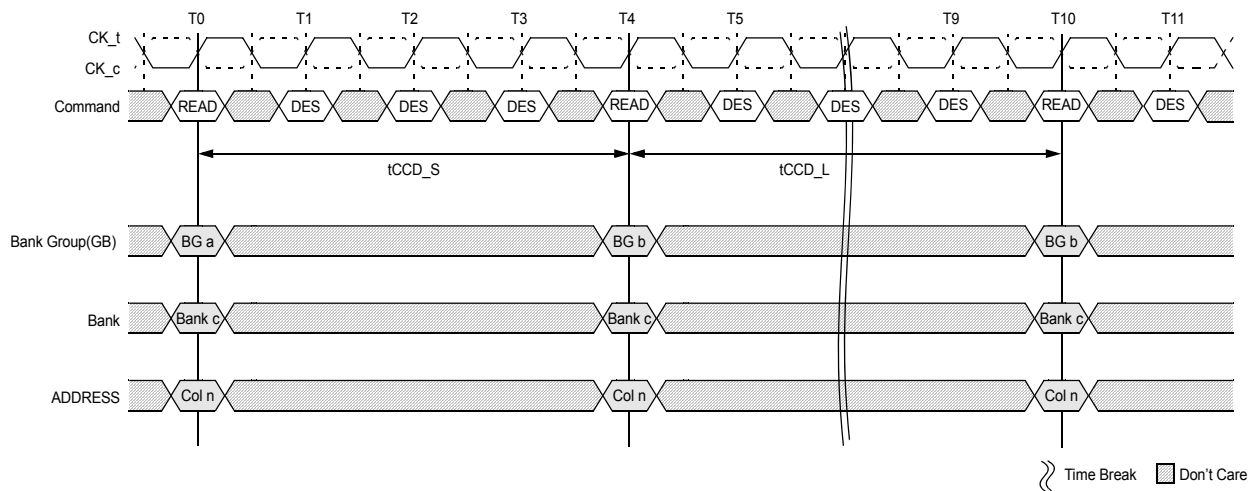 T0 T1 T2 T3 T4 T5 T9 T10 T11
CK_t
CK_c
Command READ DES DES DES READ DES DES DES READ DES
tCCD_S tCCD_L
Bank Group(GB) BG a BG b BG b
Bank Bank c Bank c Bank c
ADDRESS Col n Col n Col n
Time Break Don't Care